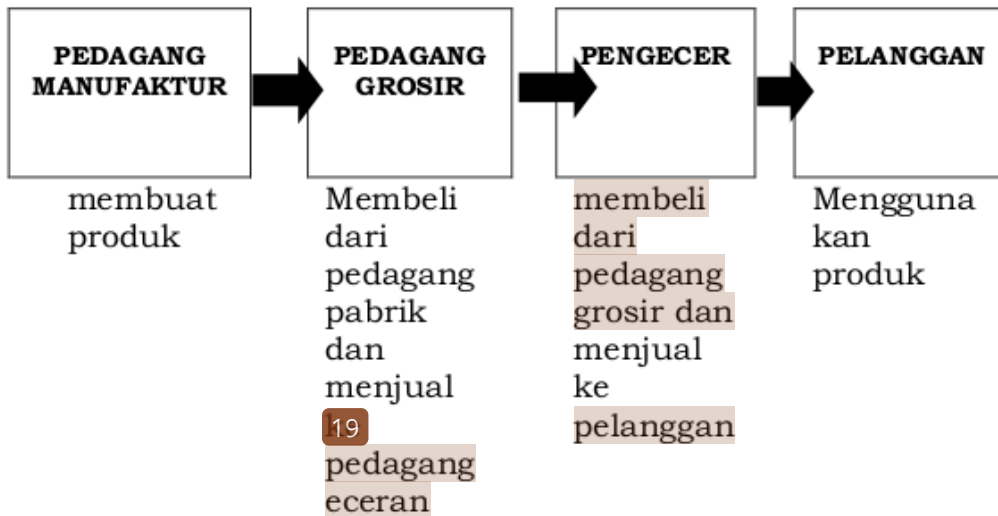 PEDAGANG
MANUFAKTUR
PEDAGANG
GROSIR
PENGECER
PELANGGAN
membuat
produk
Membeli
dari
pedagang
pabrik
dan
menjual
19
pedagang
eceran
membeli
dari
pedagang
grosir dan
menjual
ke
pelanggan
Mengguna
kan
produk